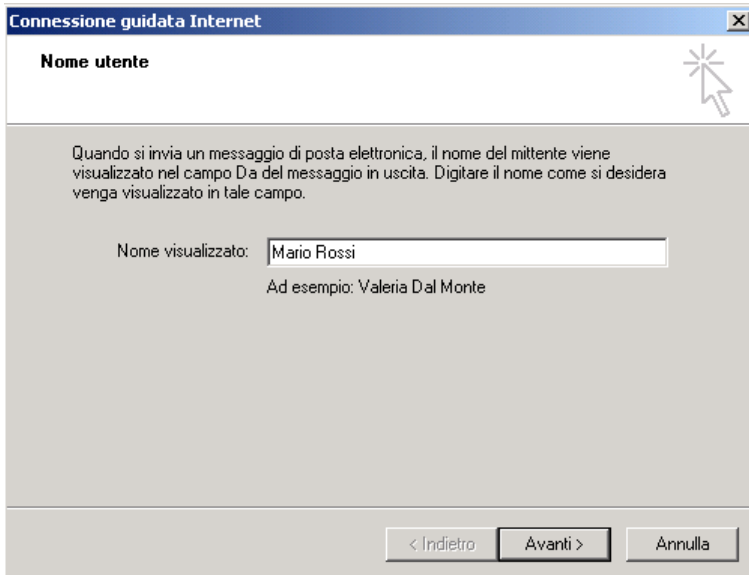 Connessione guidata Internet
Nome utente
Quando si invia un messaggio di posta elettronica, il nome del mittente viene
visualizzato nel campo Da del messaggio in uscita. Digitare il nome come si desidera
venga visualizzato in tale campo.
Nome visualizzato: Mario Rossi
Ad esempio: Valeria Dal Monte
< Indietro Avanti > Annulla